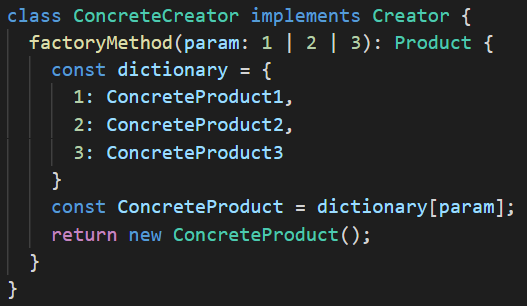 class ConcreteCreator implements Creator {
  factoryMethod(param: 1 | 2 | 3): Product {
    const dictionary = {
      1: ConcreteProduct1,
      2: ConcreteProduct2,
      3: ConcreteProduct3
    }
    const ConcreteProduct = dictionary[param];
    return new ConcreteProduct();
  }
}